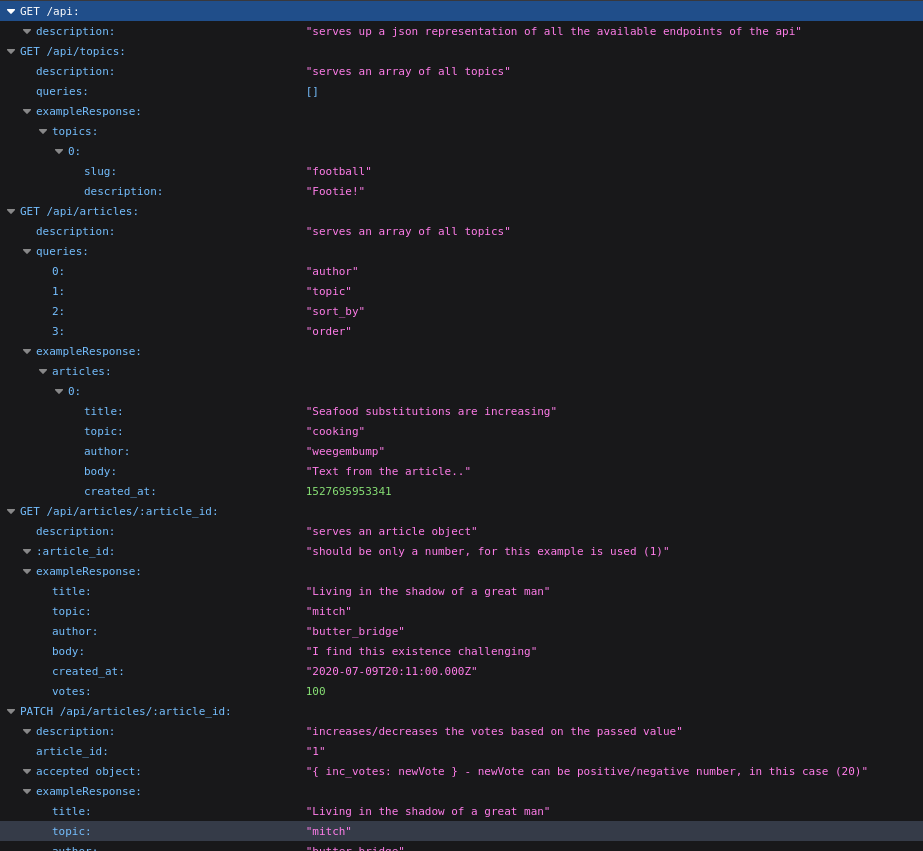 GET /api:
description: "serves up a json representation of all the available endpoints of the api"
GET /api/topics:
description: "serves an array of all topics"
queries: []
exampleResponse:
topics:
0:
slug: "football"
description: "Footie!"
GET /api/articles:
description: "serves an array of all topics"
queries:
0: "author"
1: "topic"
2: "sort_by"
3: "order"
exampleResponse:
articles:
0:
title: "Seafood substitutions are increasing"
topic: "cooking"
author: "weegembump"
body: "Text from the article.."
created_at: 1527695953341
GET /api/articles/:article_id:
description: "serves an article object"
:article_id: "should be only a number, for this example is used (1)"
exampleResponse:
title: "Living in the shadow of a great man"
topic: "mitch"
author: "butter_bridge"
body: "I find this existence challenging"
created_at: "2020-07-09T20:11:00.000Z"
votes: 100
PATCH /api/articles/:article_id:
description: "increases/decreases the votes based on the passed value"
article_id: "1"
accepted object: "{ inc_votes: newVote } - newVote can be positive/negative number, in this case (20)"
exampleResponse:
title: "Living in the shadow of a great man"
topic: "mitch"
author: "butter_bridge"